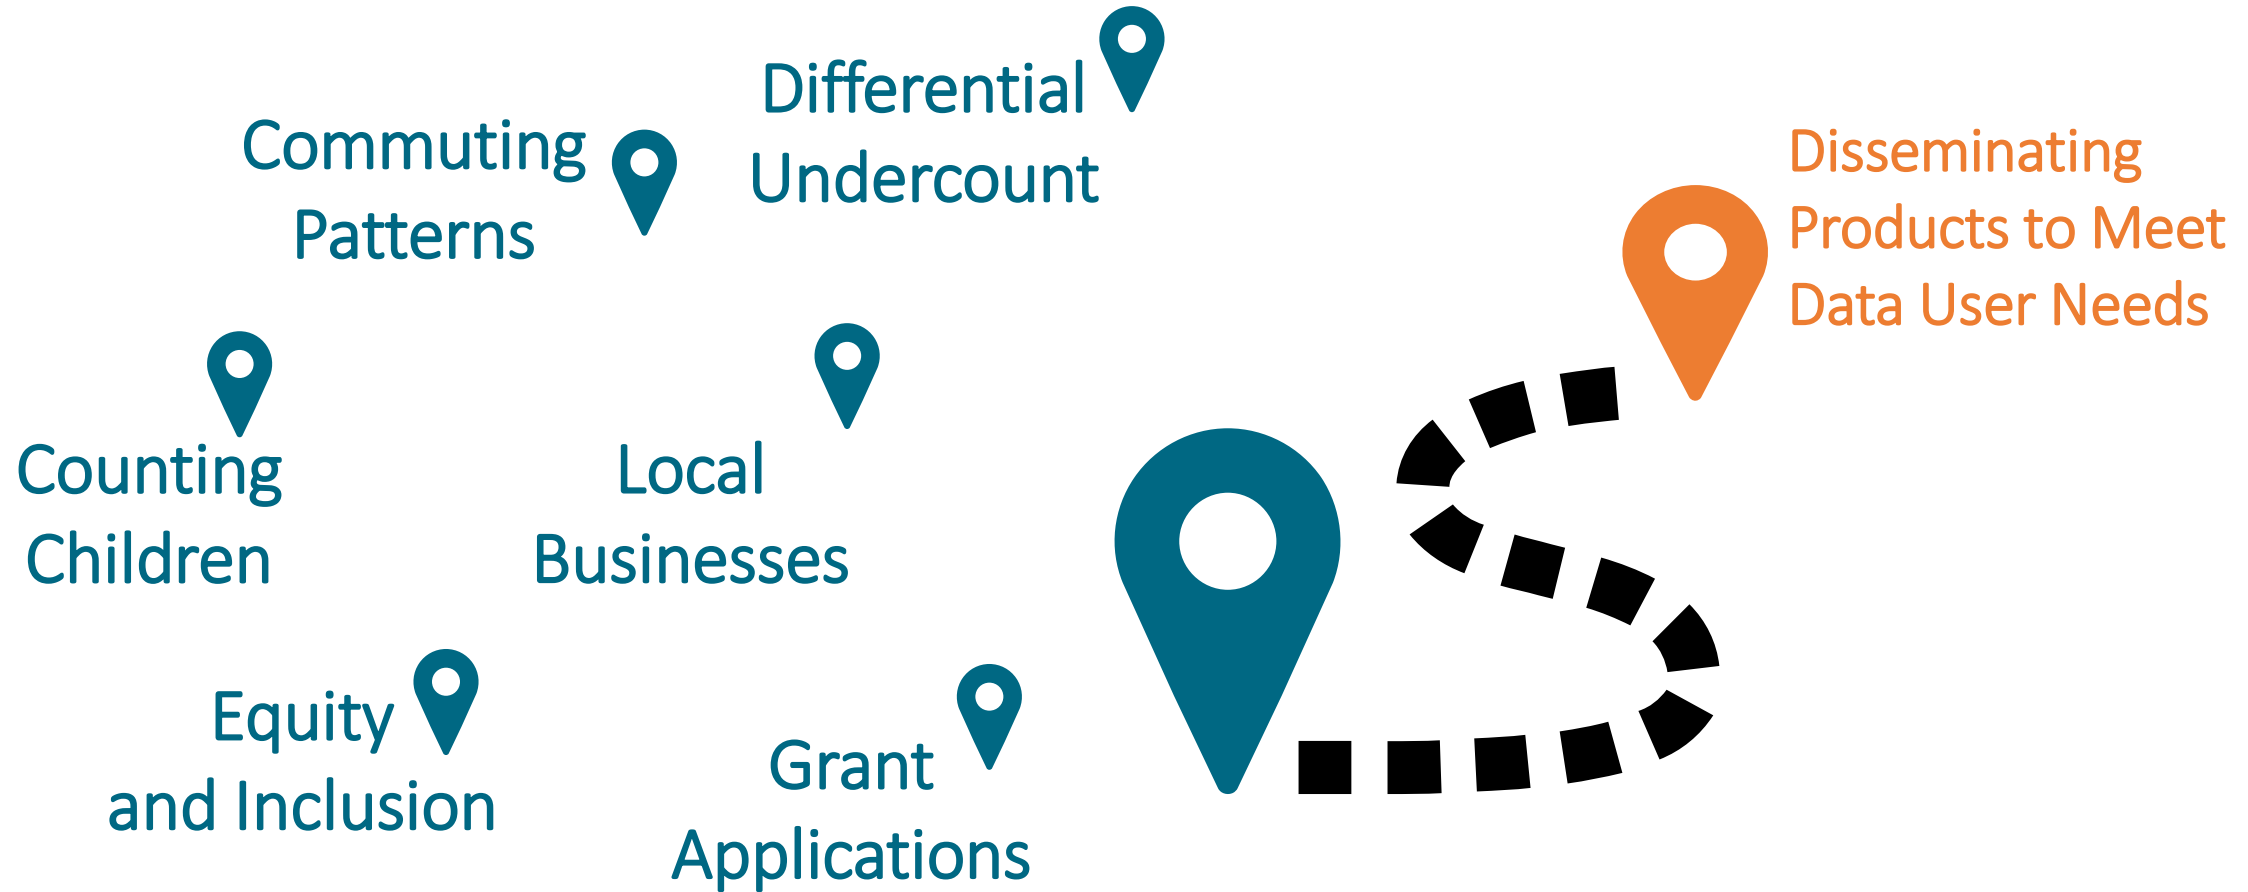 Differential
Undercount
Commuting
Patterns
Disseminating
Products to Meet
Data User Needs
Counting
Children
Local
Businesses
Equity
and Inclusion
Grant
Applications